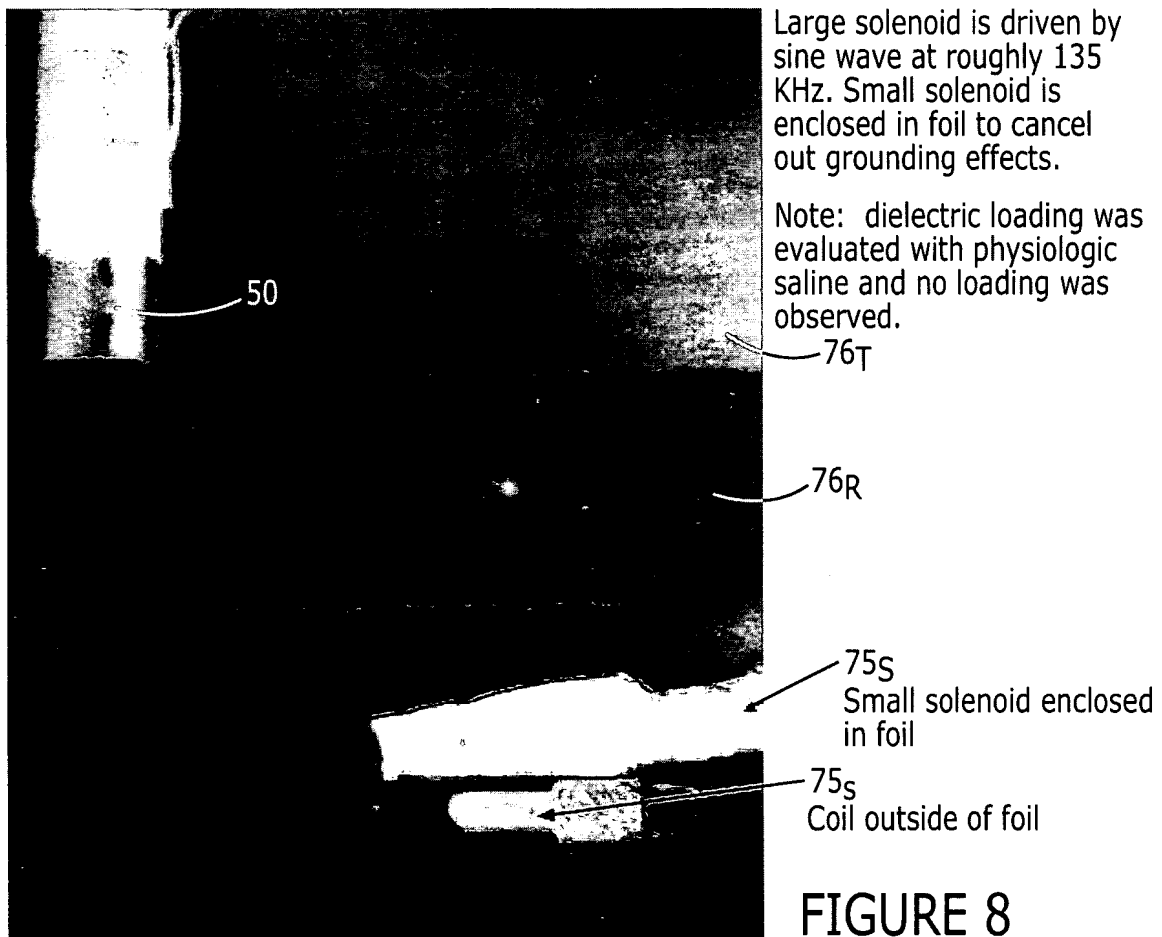 Large solenoid is driven by
sine wave at roughly 135
KHz. Small solenoid is
enclosed in foil to cancel
out grounding effects.
Note: dielectric loading was
evaluated with physiologic
saline and no loading was
observed.
50
76T
76R
75S
Small solenoid enclosed
in foil
75s
Coil outside of foil
FIGURE 8